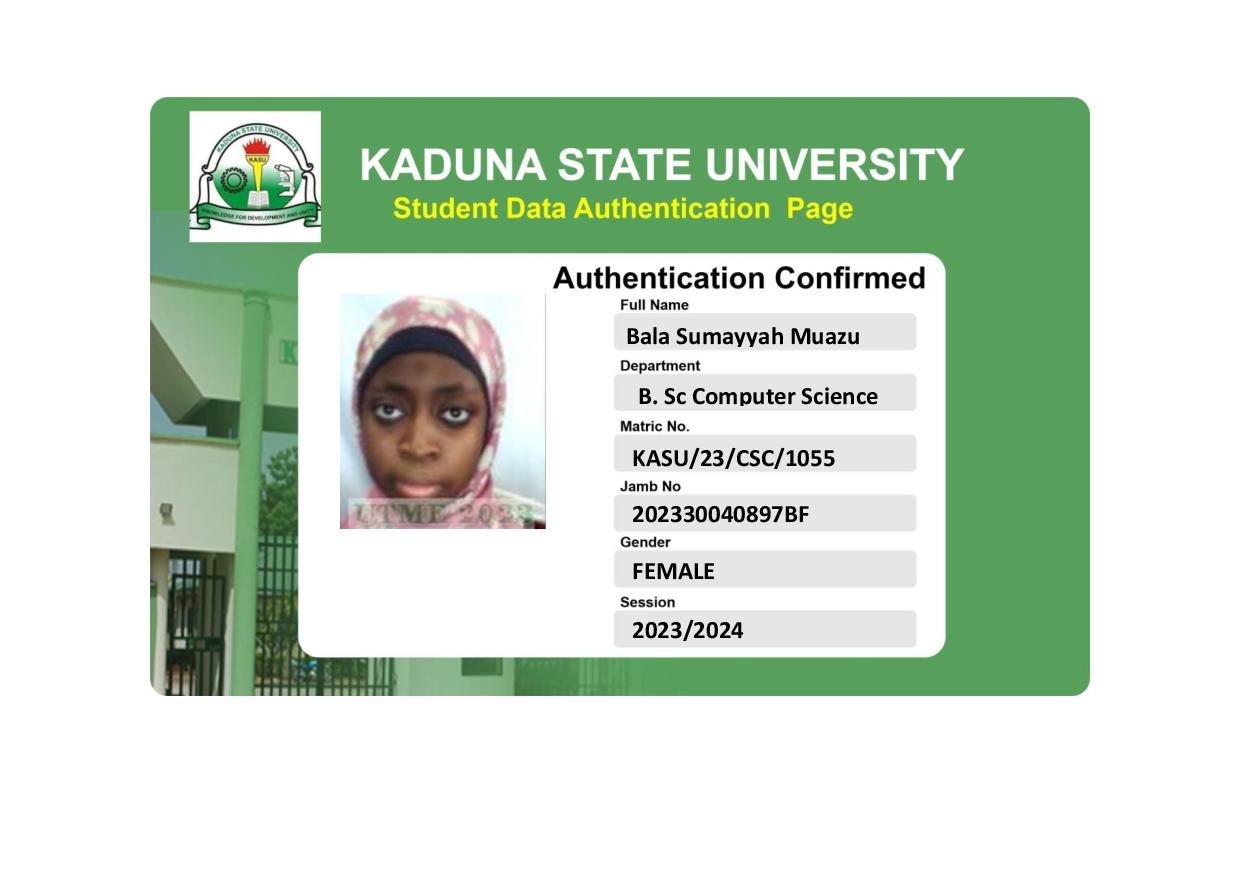 KADUNA STATE UNIVERSITY
KASU
KNOWLEDGE FOR DEVELOPMENT AND UNITY
KADUNA STATE UNIVERSITY
Student Data Authentication Page
Authentication Confirmed
Full Name
Bala Sumayyah Muazu
Department
B. Sc Computer Science
Matric No.
KASU/23/CSC/1055
Jamb No
202330040897BF
Gender
FEMALE
Session
2023/2024
UTME 2023
K